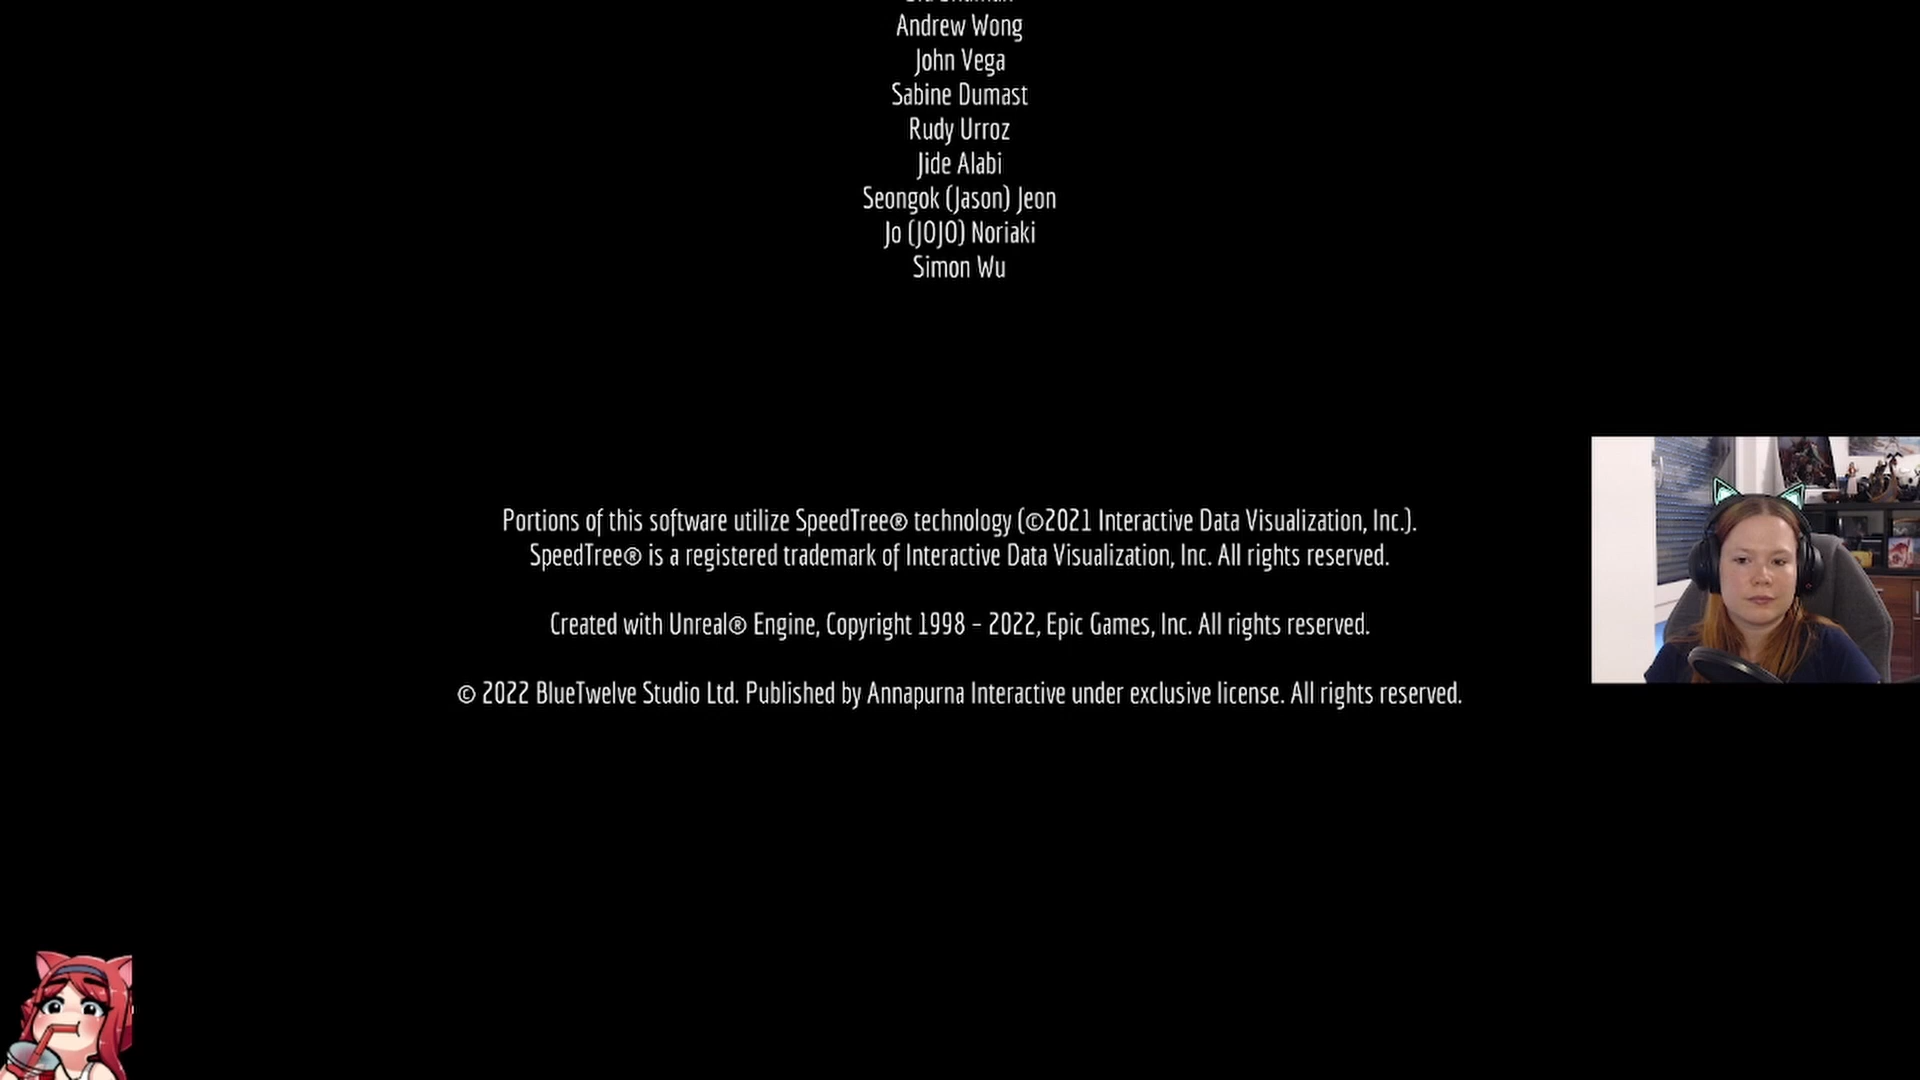 Andrew Wong
John Vega
Sabine Dumast
Rudy Urroz
Jide Alabi
Seongok (Jason) Jeon
Jo (JOJO) Noriaki
Simon Wu
Portions of this software utilize SpeedTree® technology (©2021 Interactive Data Visualization, Inc.).
SpeedTree® is a registered trademark of Interactive Data Visualization, Inc. All rights reserved.
Created with Unreal® Engine, Copyright 1998 – 2022, Epic Games, Inc. All rights reserved.
© 2022 BlueTwelve Studio Ltd. Published by Annapurna Interactive under exclusive license. All rights reserved.